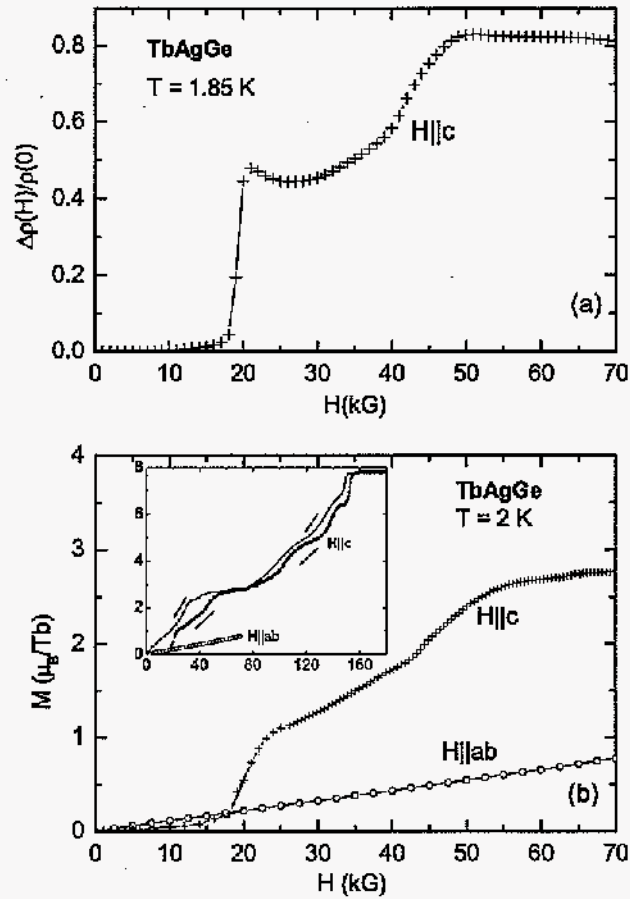 TbAgGe
T = 1.85 K
H||c
Δρ(H)/ρ(0)
0.8
0.6
0.4
0.2
0.0
(a)
0 10 20 30 40 50 60 70
H(kG)
TbAgGe
T = 2 K
H||c
H||ab
M (μB/Tb)
4
3
2
1
0
(b)
0 10 20 30 40 50 60 70
H (kG)
8
6
4
2
0
H||c
H||ab
0 40 80 120 160